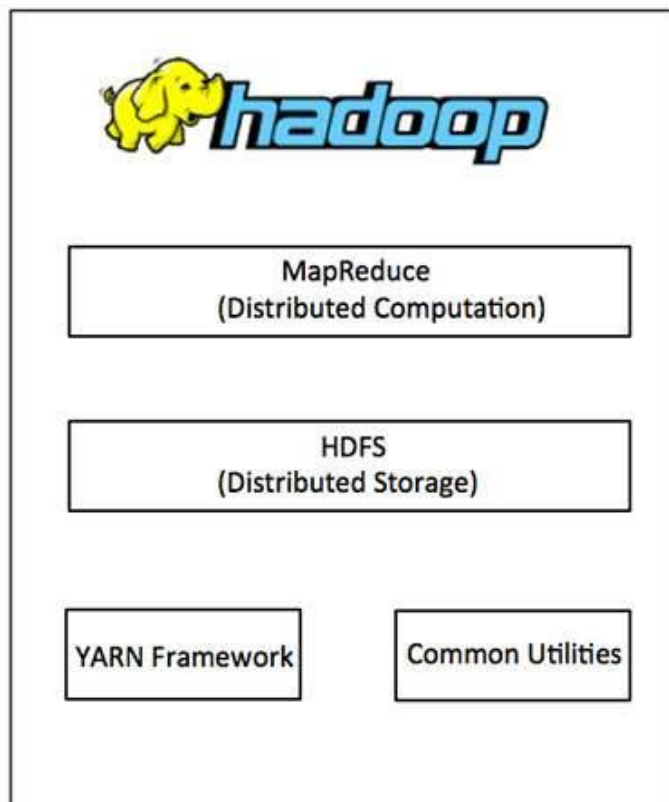 hadoop
MapReduce
(Distributed Computation)
HDFS
(Distributed Storage)
YARN Framework
Common Utilities